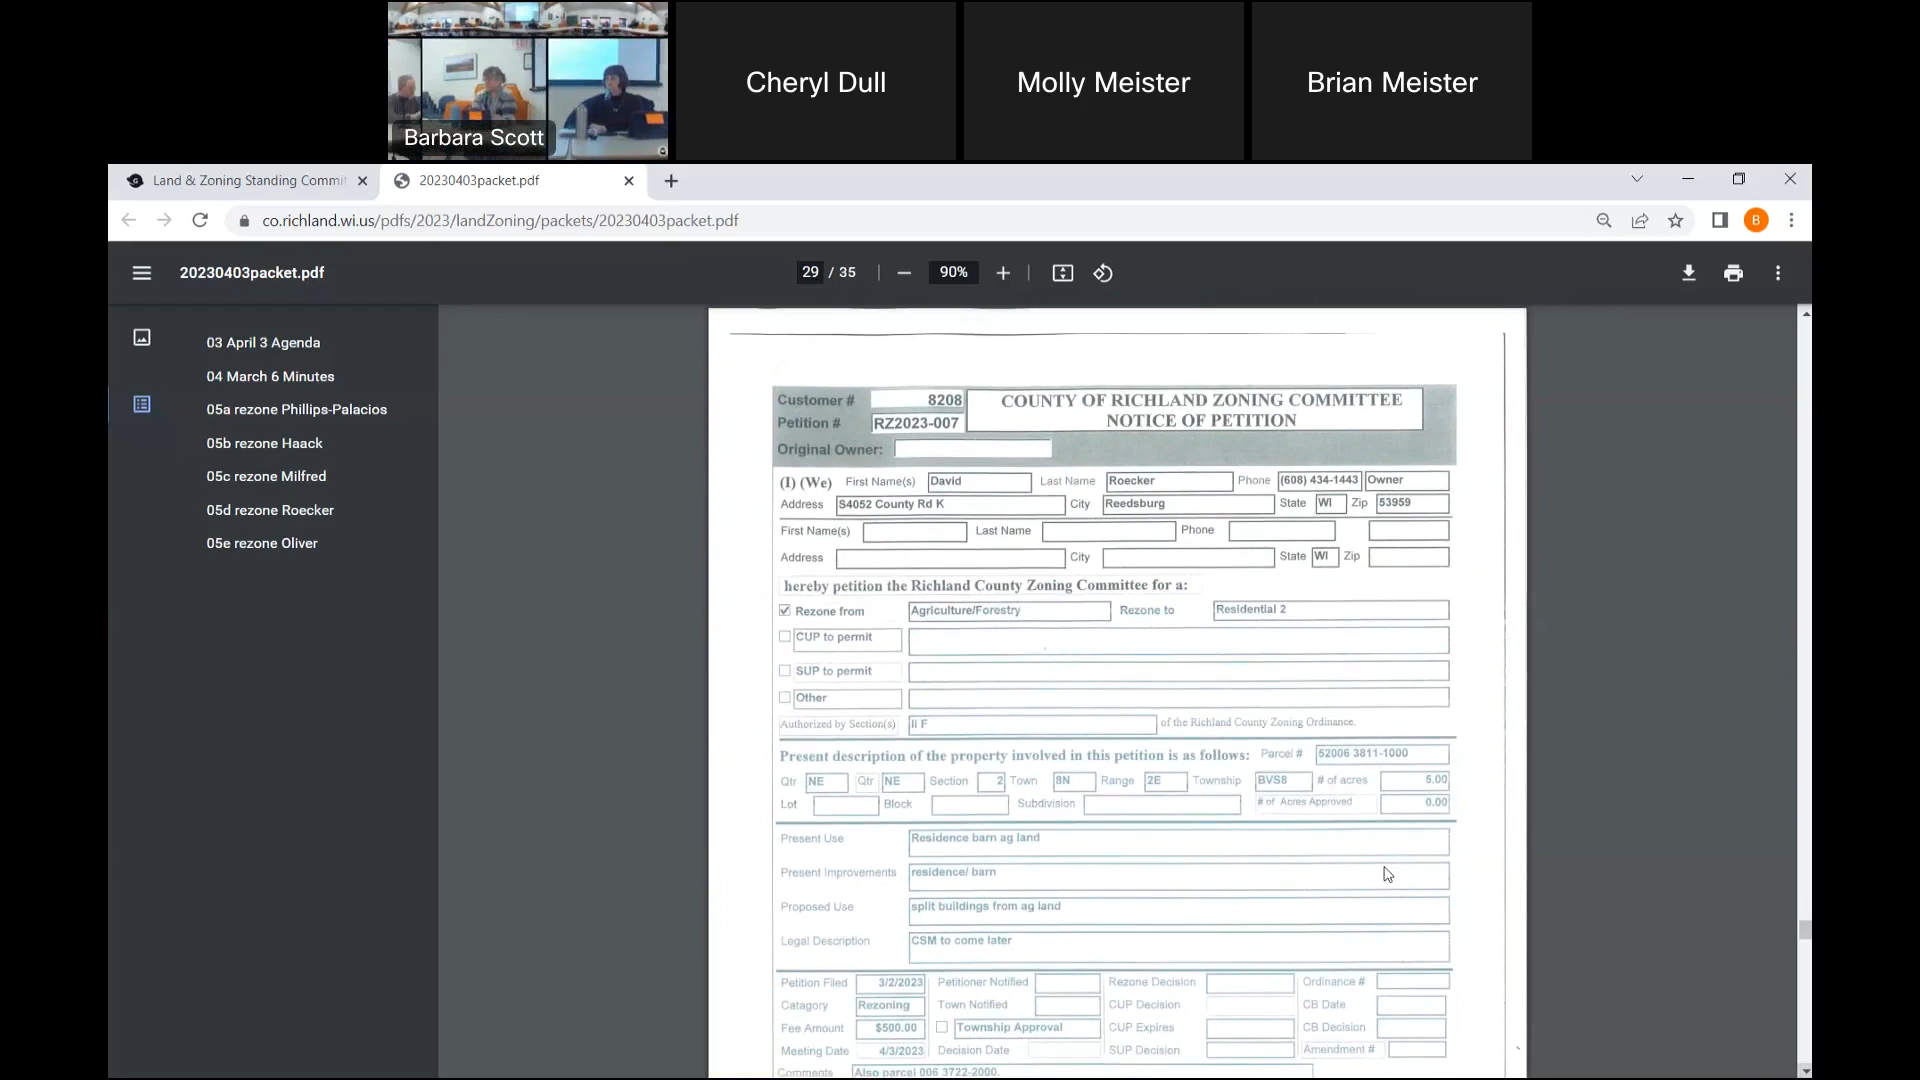 Barbara Scott
Cheryl Dull
Molly Meister
Brian Meister
Land & Zoning Standing Commit
20230403packet.pdf
co.richland.wi.us/pdfs/2023/landZoning/packets/20230403packet.pdf
B
20230403packet.pdf
29 / 35
90%
03 April 3 Agenda
04 March 6 Minutes
05a rezone Phillips-Palacios
05b rezone Haack
05c rezone Milfred
05d rezone Roecker
05e rezone Oliver
Customer # 8208
COUNTY OF RICHLAND ZONING COMMITTEE
Petition # RZ2023-007
NOTICE OF PETITION
Original Owner:
(I) (We) First Name(s) David Last Name Roecker Phone (608) 434-1443 Owner
Address S4052 County Rd K City Reedsburg State WI Zip 53959
First Name(s) Last Name Phone
Address City State WI Zip
hereby petition the Richland County Zoning Committee for a:
Rezone from Agriculture/Forestry Rezone to Residential 2
CUP to permit
SUP to permit
Other
Authorized by Section(s) II F of the Richland County Zoning Ordinance.
Present description of the property involved in this petition is as follows: Parcel # 52006 3811-1000
Qtr NE Qtr NE Section 2 Town 8N Range 2E Township BVS8 # of acres 5.00
Lot Block Subdivision # of Acres Approved 0.00
Present Use Residence barn ag land
Present Improvements residence/ barn
Proposed Use split buildings from ag land
Legal Description CSM to come later
Petition Filed 3/2/2023 Petitioner Notified Rezone Decision Ordinance #
Catagory Rezoning Town Notified CUP Decision CB Date
Fee Amount $500.00 Township Approval CUP Expires CB Decision
Meeting Date 4/3/2023 Decision Date SUP Decision Amendment #
Comments Also parcel 006 3722-2000.